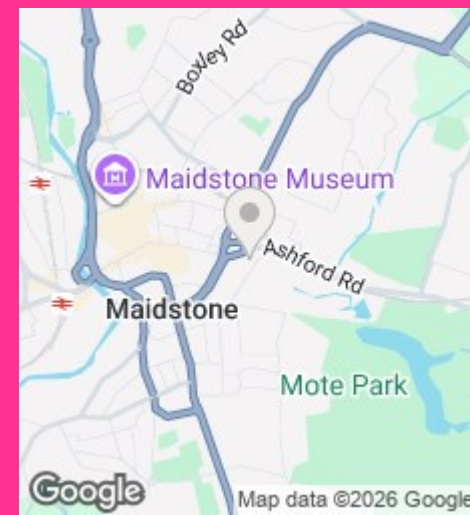 Boxley Rd
Maidstone Museum
Ashford Rd
Maidstone
Mote Park
Google
Map data ©2026 Google